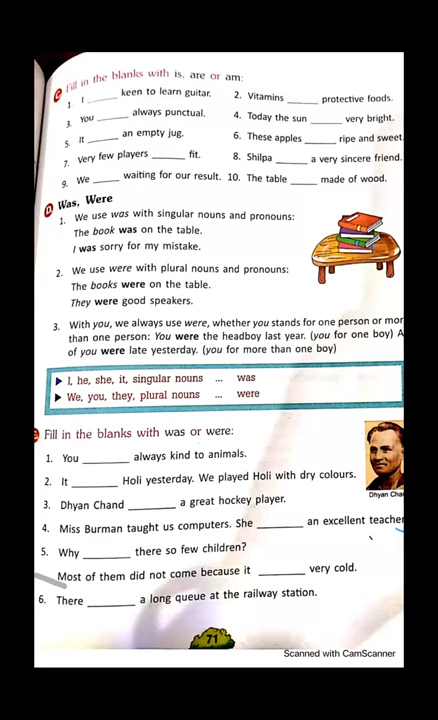 C Fill in the blanks with is, are or am:
1. I ______ keen to learn guitar. 2. Vitamins ______ protective foods.
3. You ______ always punctual. 4. Today the sun ______ very bright.
5. It ______ an empty jug. 6. These apples ______ ripe and sweet.
7. Very few players ______ fit. 8. Shilpa ______ a very sincere friend.
9. We ______ waiting for our result. 10. The table ______ made of wood.
D Was, Were
1. We use was with singular nouns and pronouns:
The book was on the table.
I was sorry for my mistake.
2. We use were with plural nouns and pronouns:
The books were on the table.
They were good speakers.
3. With you, we always use were, whether you stands for one person or mor
than one person: You were the headboy last year. (you for one boy) A
of you were late yesterday. (you for more than one boy)
▶ I, he, she, it, singular nouns ... was
▶ We, you, they, plural nouns ... were
Fill in the blanks with was or were:
1. You ______ always kind to animals.
2. It ______ Holi yesterday. We played Holi with dry colours.
3. Dhyan Chand ______ a great hockey player.
Dhyan Cha
4. Miss Burman taught us computers. She ______ an excellent teacher
5. Why ______ there so few children?
Most of them did not come because it ______ very cold.
6. There ______ a long queue at the railway station.
71
Scanned with CamScanner